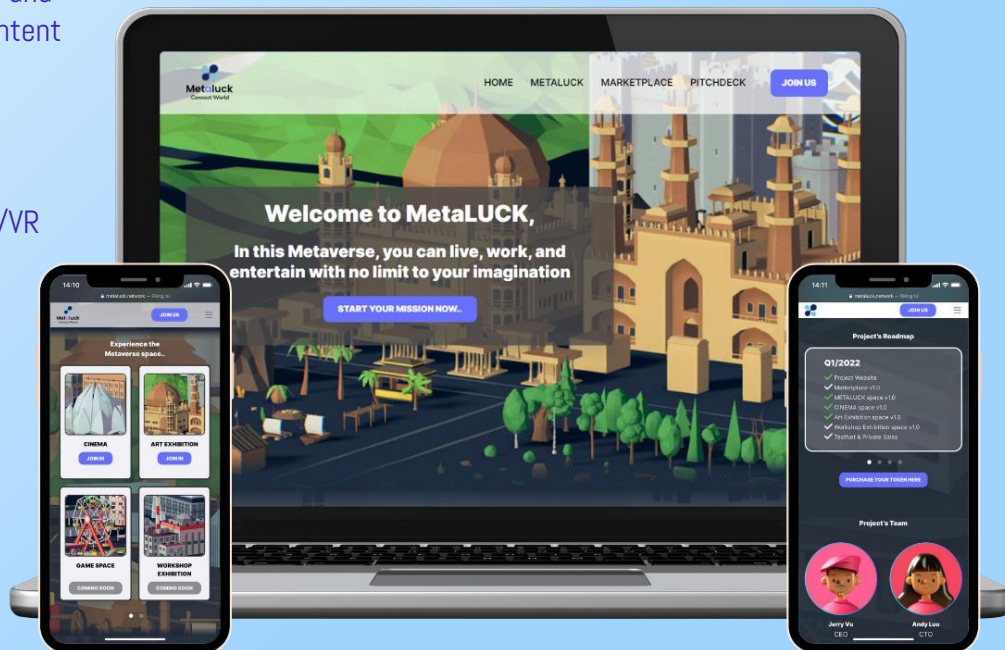 and
ntent
/VR
Metaluck
Connect World
HOME METALUCK MARKETPLACE PITCHDECK JOIN US
Welcome to MetaLUCK,
In this Metaverse, you can live, work, and
entertain with no limit to your imagination
START YOUR MISSION NOW..
14:10
JOIN US
Experience the
Metaverse space..
CINEMA
JOIN IN
ART EXHIBITION
JOIN IN
GAME SPACE
COMING SOON
WORKSHOP
EXHIBITION
COMING SOON
14:11
JOIN US
Project's Roadmap
Q1/2022
Project Website
Marketplace v1.0
METALUCK space v1.0
CINEMA space v1.0
Art Exhibition space v1.0
Workshop Exhibition space v1.0
TestNet & Private Sales
PURCHASE YOUR TOKEN HERE
Project's Team
Jerry Vu
CEO
Andy Luu
CTO